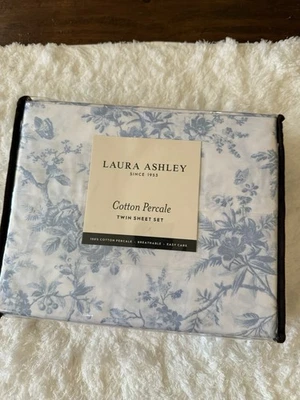 LAURA ASHLEY
SINCE 1953
Cotton Percale
TWIN SHEET SET
100% COTTON PERCALE · BREATHABLE · EASY CARE